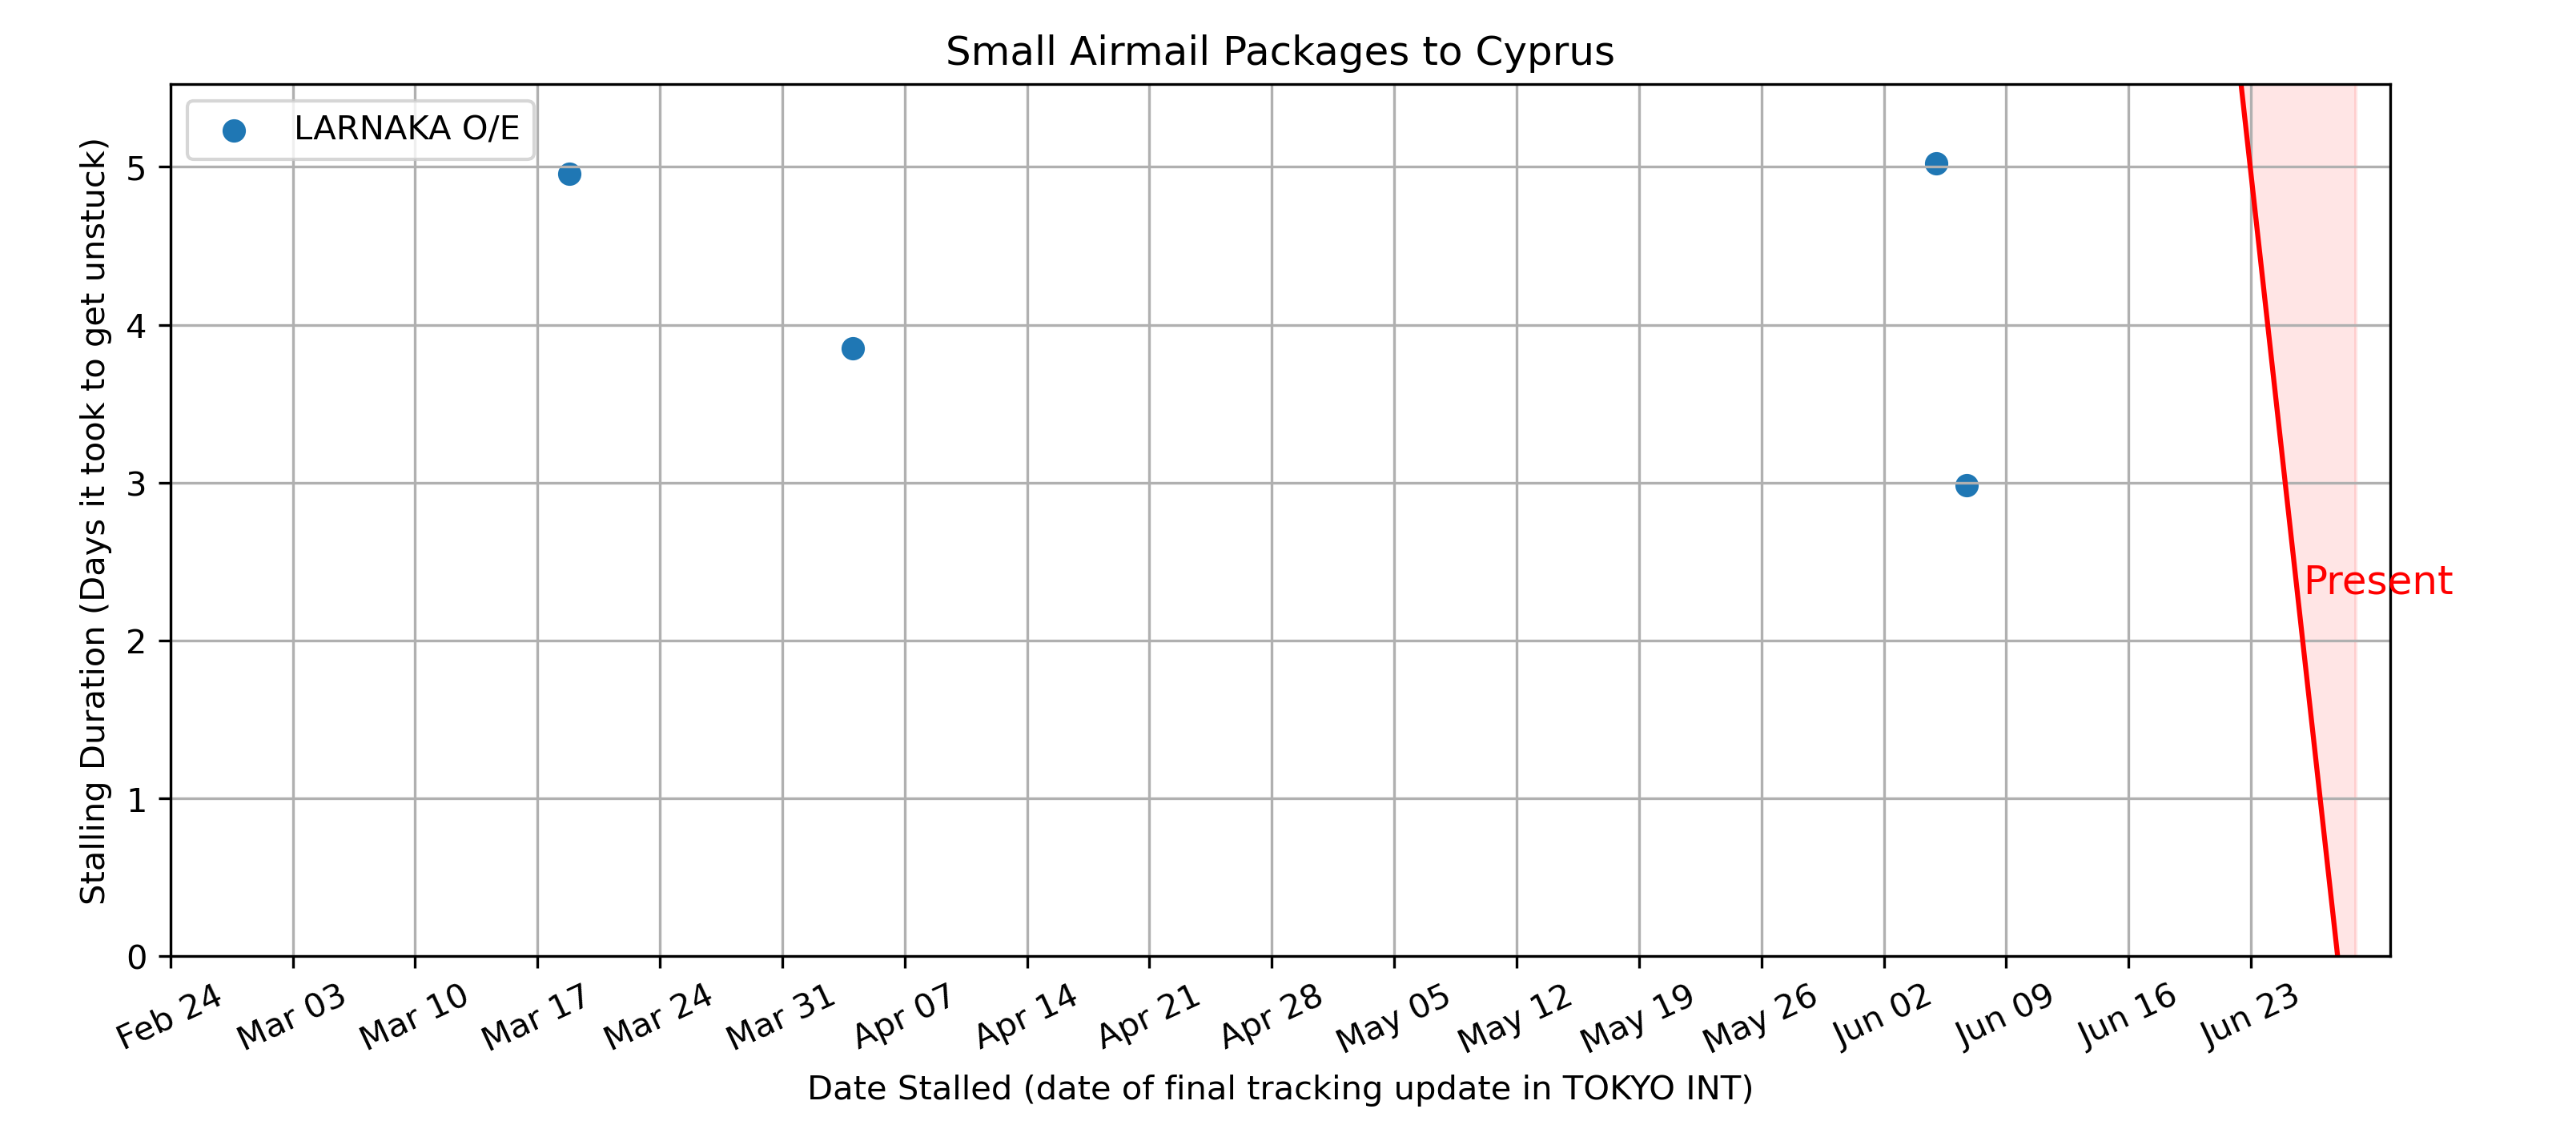 Small Airmail Packages to Cyprus
LARNAKA O/E
Stalling Duration (Days it took to get unstuck)
5
4
3
2
1
0
Present
Feb 24 Mar 03 Mar 10 Mar 17 Mar 24 Mar 31 Apr 07 Apr 14 Apr 21 Apr 28 May 05 May 12 May 19 May 26 Jun 02 Jun 09 Jun 16 Jun 23
Date Stalled (date of final tracking update in TOKYO INT)